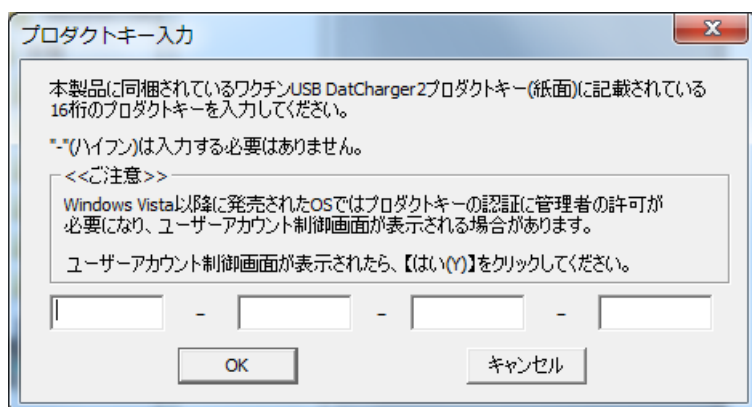 プロダクトキー入力
本製品に同梱されているワクチンUSB DatCharger2プロダクトキー(紙面)に記載されている
16桁のプロダクトキーを入力してください。
"-"(ハイフン)は入力する必要はありません。
<<ご注意>>
Windows Vista以降に発売されたOSではプロダクトキーの認証に管理者の許可が
必要になり、ユーザーアカウント制御画面が表示される場合があります。
ユーザーアカウント制御画面が表示されたら、【はい(Y)】をクリックしてください。
- - -
OK キャンセル